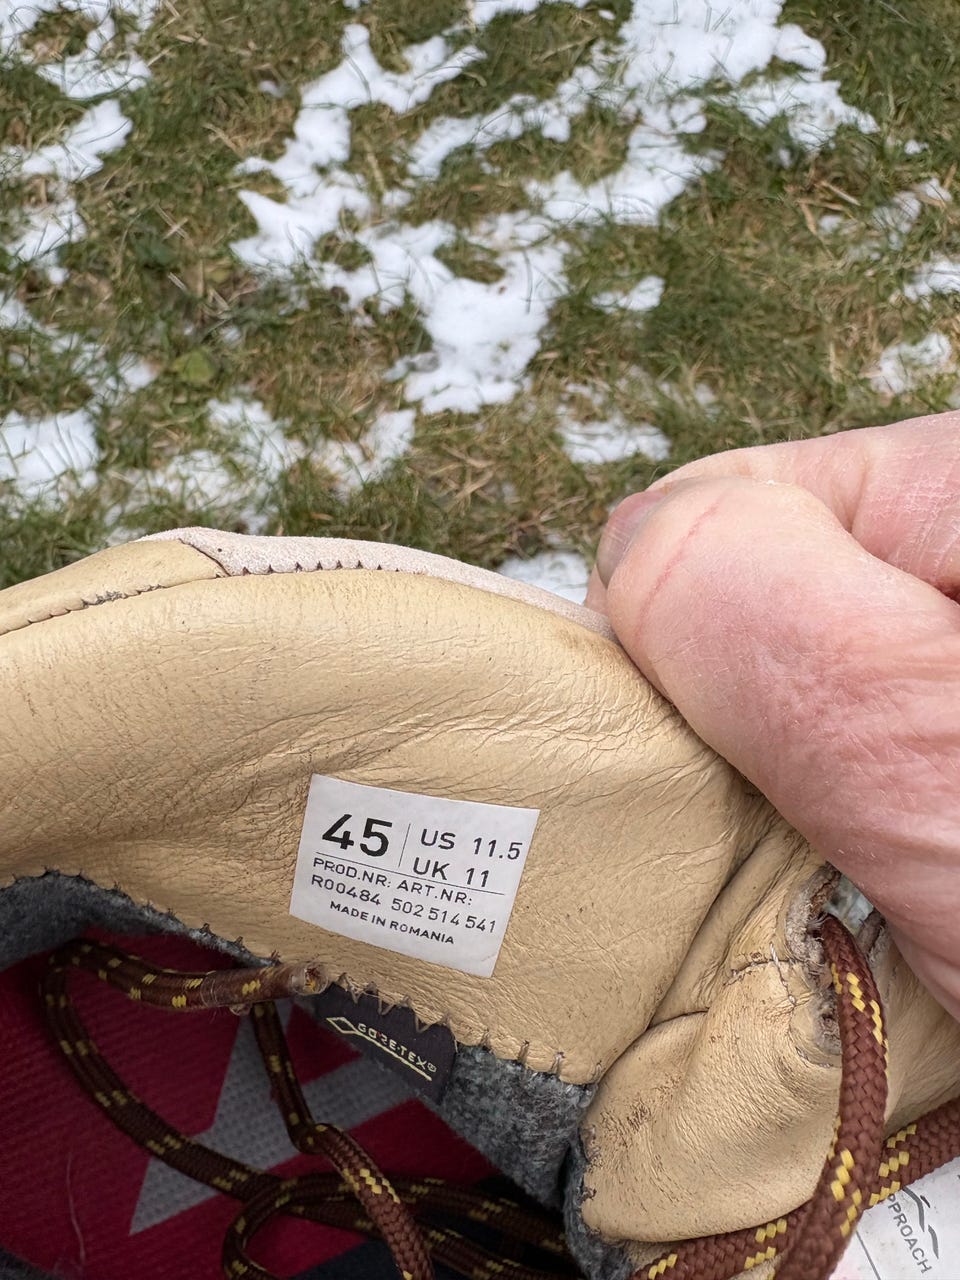 45 US 11.5
UK 11
PROD.NR: ART.NR:
R00484 502 514 541
MADE IN ROMANIA
GORE-TEX®
APPROACH